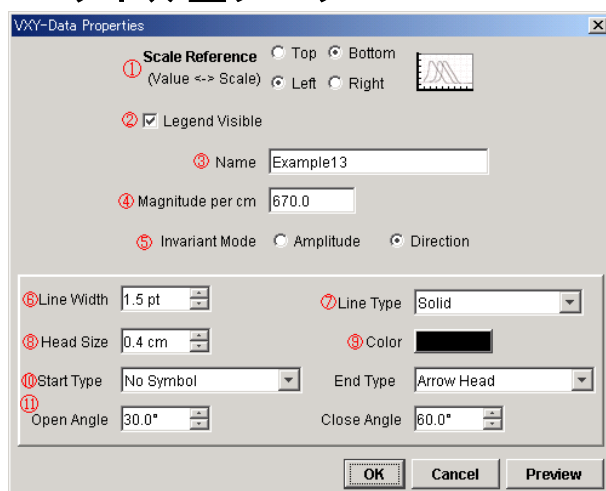 VXY-Data Properties
① Scale Reference Top Bottom
(Value <-> Scale) Left Right
② Legend Visible
③ Name Example13
④ Magnitude per cm 670.0
⑤ Invariant Mode Amplitude Direction
⑥Line Width 1.5 pt ⑦Line Type Solid
⑧Head Size 0.4 cm ⑨Color
⑩Start Type No Symbol End Type Arrow Head
⑪
Open Angle 30.0° Close Angle 60.0°
OK Cancel Preview